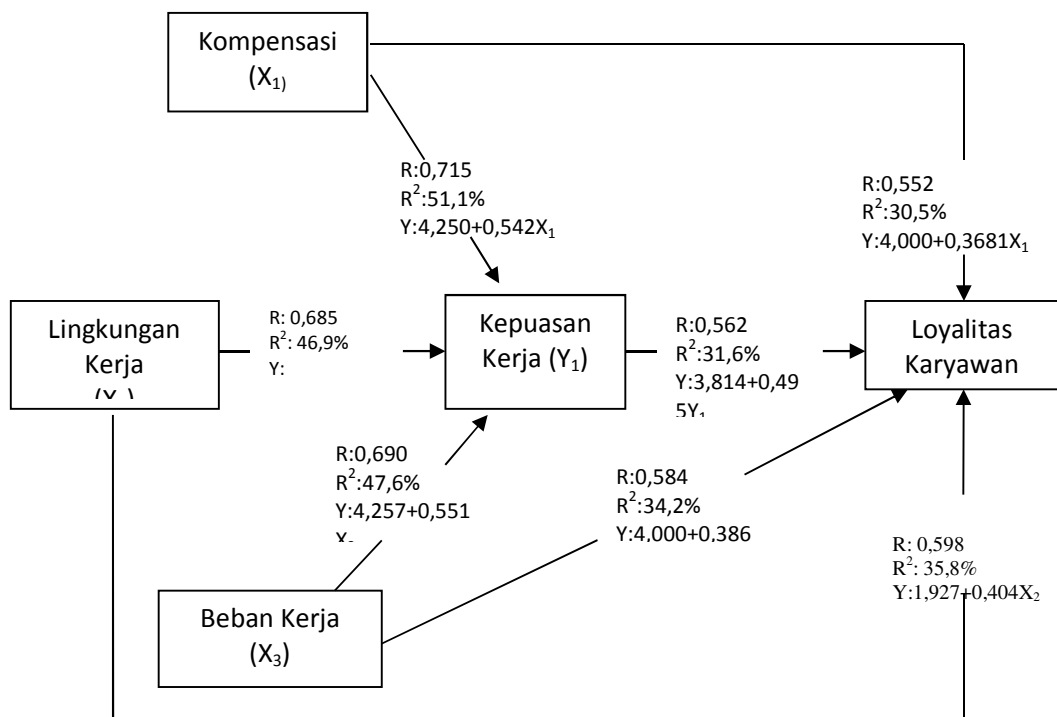 Kompensasi
(X₁)
R:0,715
R²:51,1%
Y:4,250+0,542X₁
R:0,552
R²:30,5%
Y:4,000+0,3681X₁
Lingkungan
Kerja
R: 0,685
R²: 46,9%
Y:
Kepuasan
Kerja (Y₁)
R:0,562
R²:31,6%
Y:3,814+0,49
5Y₁
Loyalitas
Karyawan
R:0,690
R²:47,6%
Y:4,257+0,551
R:0,584
R²:34,2%
Y:4,000+0,386
R: 0,598
R²: 35,8%
Y:1,927+0,404X₂
Beban Kerja
(X₃)